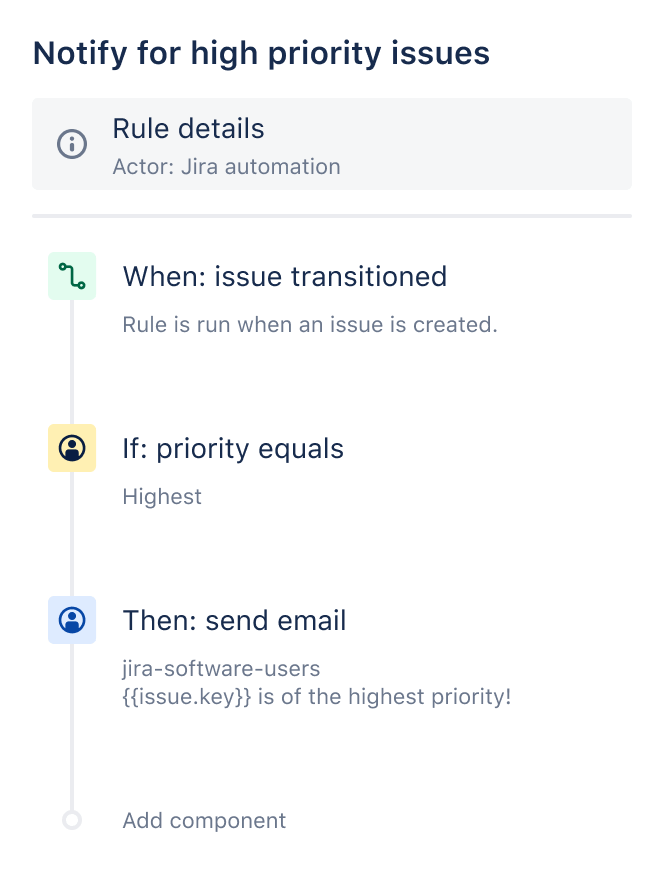 Notify for high priority issues
Rule details
Actor: Jira automation
When: issue transitioned
Rule is run when an issue is created.
If: priority equals
Highest
Then: send email
jira-software-users
{{issue.key}} is of the highest priority!
Add component